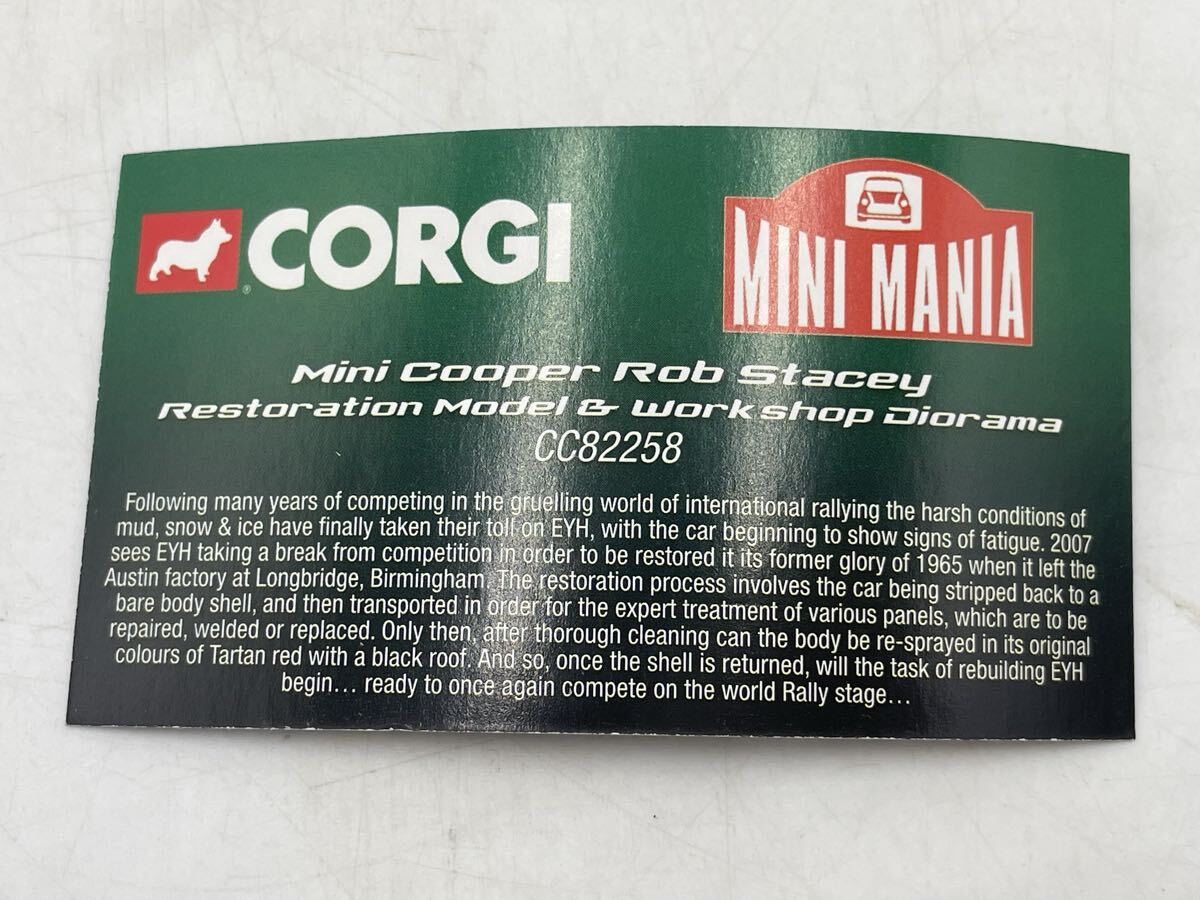 CORGI
MINI MANIA
Mini Cooper Rob Stacey
Restoration Model & Workshop Diorama
CC82258
Following many years of competing in the gruelling world of international rallying the harsh conditions of
mud, snow & ice have finally taken their toll on EYH, with the car beginning to show signs of fatigue. 2007
sees EYH taking a break from competition in order to be restored it its former glory of 1965 when it left the
Austin factory at Longbridge, Birmingham. The restoration process involves the car being stripped back to a
bare body shell, and then transported in order for the expert treatment of various panels, which are to be
repaired, welded or replaced. Only then, after thorough cleaning can the body be re-sprayed in its original
colours of Tartan red with a black roof. And so, once the shell is returned, will the task of rebuilding EYH
begin... ready to once again compete on the world Rally stage...